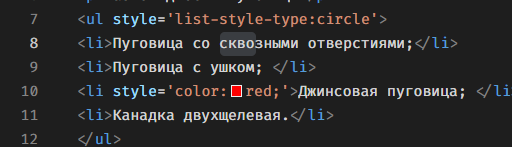 7 <ul style='list-style-type:circle'>
8 <li>Пуговица со сквозными отверстиями;</li>
9 <li>Пуговица с ушком; </li>
10 <li style='color:red;'>Джинсовая пуговица; </li
11 <li>Канадка двухщелевая.</li>
12 </ul>